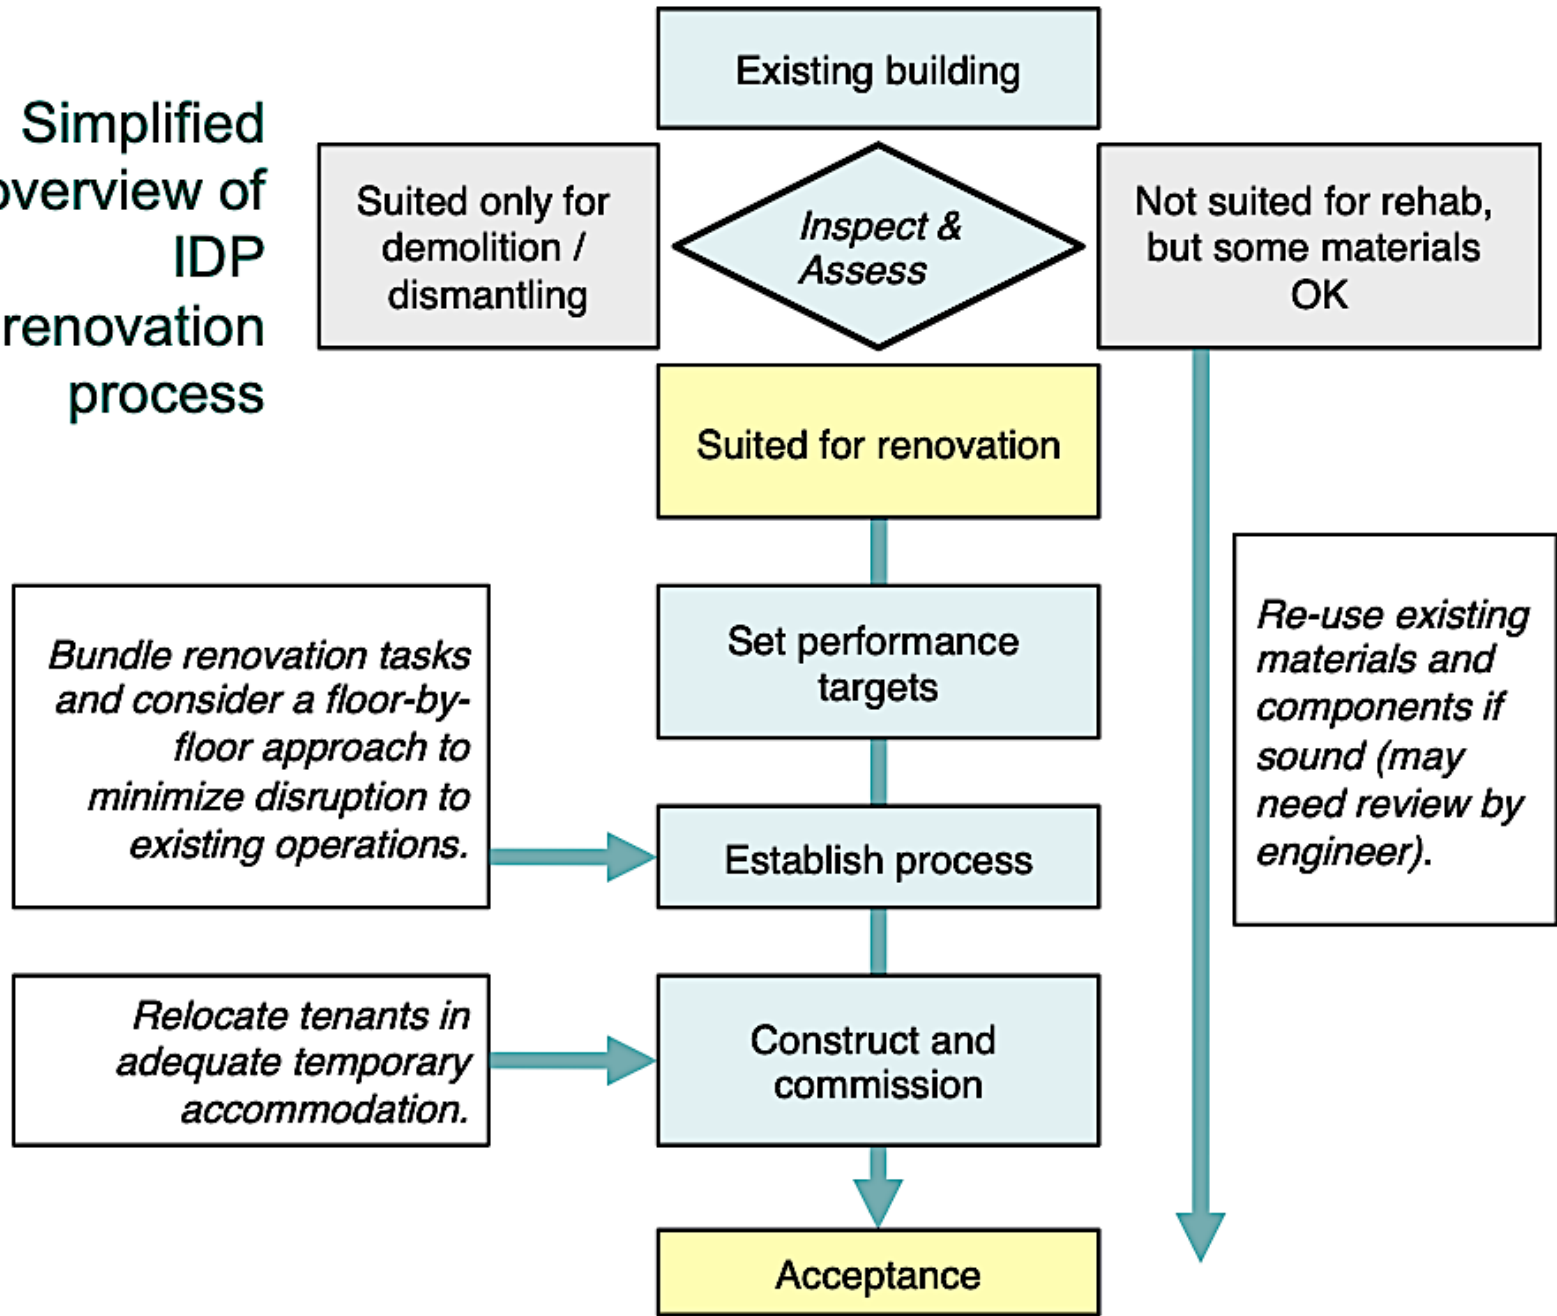 Simplified
overview of
IDP
renovation
process
Existing building
Suited only for
demolition /
dismantling
Inspect &
Assess
Not suited for rehab,
but some materials
OK
Suited for renovation
Set performance
targets
Bundle renovation tasks
and consider a floor-by-
floor approach to
minimize disruption to
existing operations.
Establish process
Re-use existing
materials and
components if
sound (may
need review by
engineer).
Relocate tenants in
adequate temporary
accommodation.
Construct and
commission
Acceptance